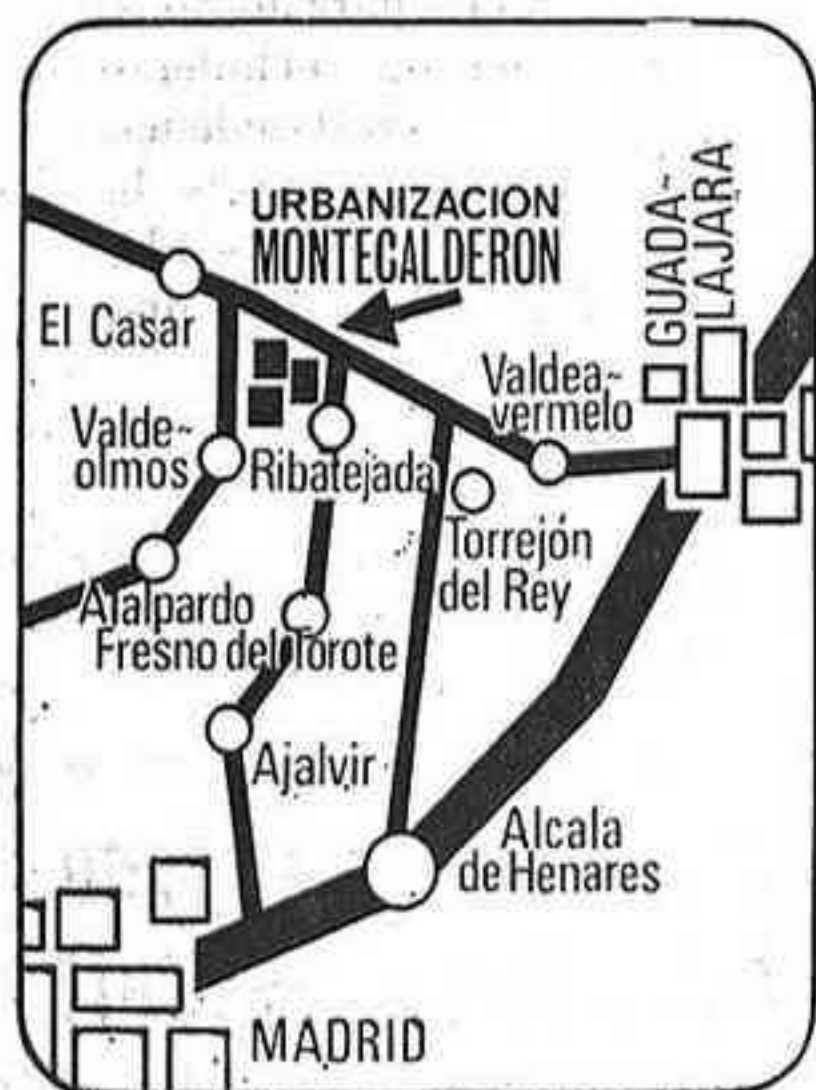 URBANIZACION
MONTECALDERON
GUADA~
LAJARA
El Casar
Valdea~
vermelo
Valde~
olmos
Ribatejada
Torrejón
del Rey
Alalpardo
Fresno del Torote
Ajalvir
Alcala
de Henares
MADRID